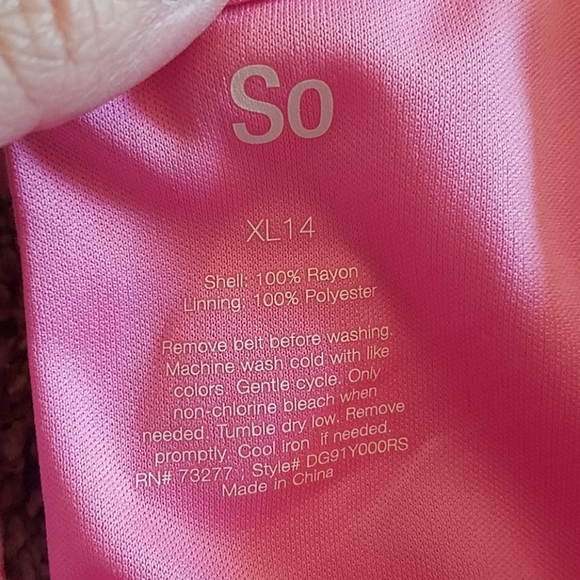 So
XL14
Shell: 100% Rayon
Linning: 100% Polyester
Remove belt before washing.
Machine wash cold with like
colors. Gentle cycle. Only
non-chlorine bleach when
needed. Tumble dry low. Remove
promptly. Cool iron if needed.
RN# 73277 , Style# DG91Y000RS
Made in China